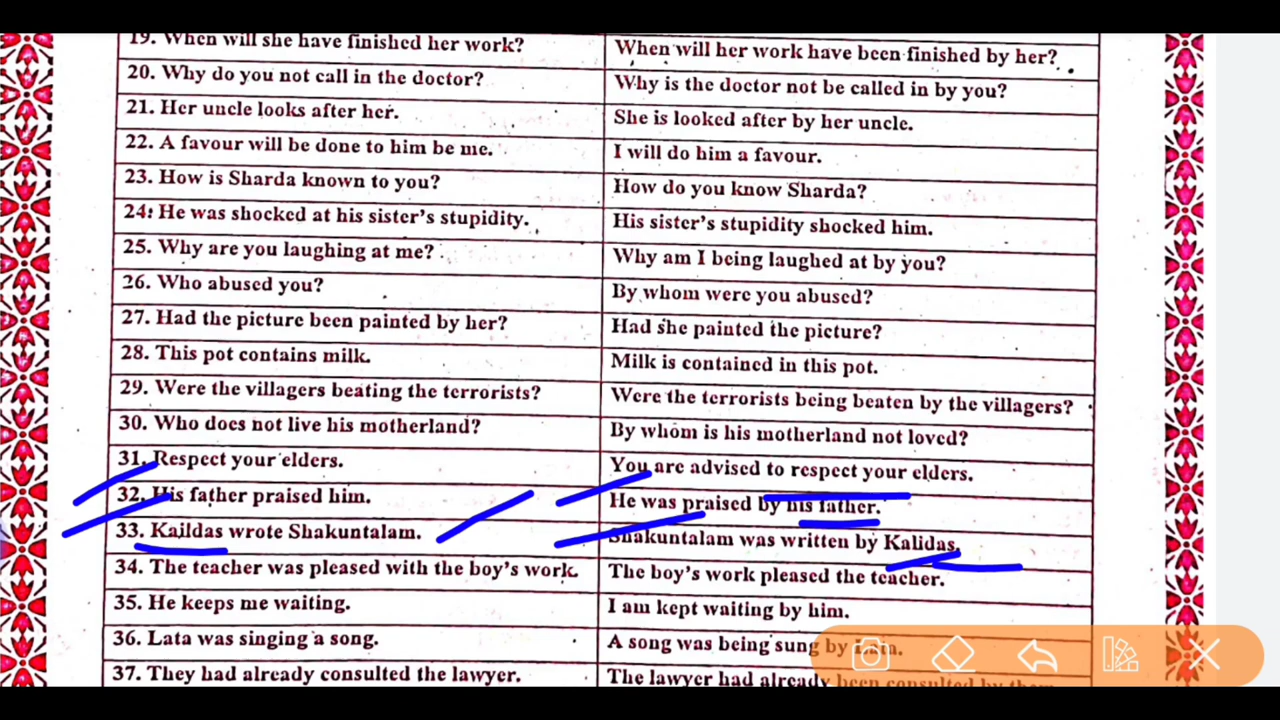 19. When will she have finished her work? When will her work have been finished by her?
20. Why do you not call in the doctor? Why is the doctor not be called in by you?
21. Her uncle looks after her. She is looked after by her uncle.
22. A favour will be done to him be me. I will do him a favour.
23. How is Sharda known to you? How do you know Sharda?
24: He was shocked at his sister's stupidity. His sister's stupidity shocked him.
25. Why are you laughing at me? Why am I being laughed at by you?
26. Who abused you? By whom were you abused?
27. Had the picture been painted by her? Had she painted the picture?
28. This pot contains milk. Milk is contained in this pot.
29. Were the villagers beating the terrorists? Were the terrorists being beaten by the villagers?
30. Who does not live his motherland? By whom is his motherland not loved?
31. Respect your elders. You are advised to respect your elders.
32. His father praised him. He was praised by his father.
33. Kaildas wrote Shakuntalam. Shakuntalam was written by Kalidas.
34. The teacher was pleased with the boy's work. The boy's work pleased the teacher.
35. He keeps me waiting. I am kept waiting by him.
36. Lata was singing a song. A song was being sung by Lata.
37. They had already consulted the lawyer. The lawyer had already been consulted by them